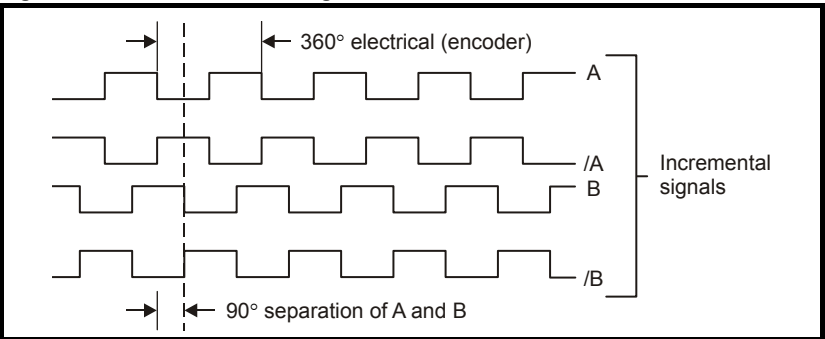 360° electrical (encoder)
A
/A
B
/B
Incremental
signals
90° separation of A and B